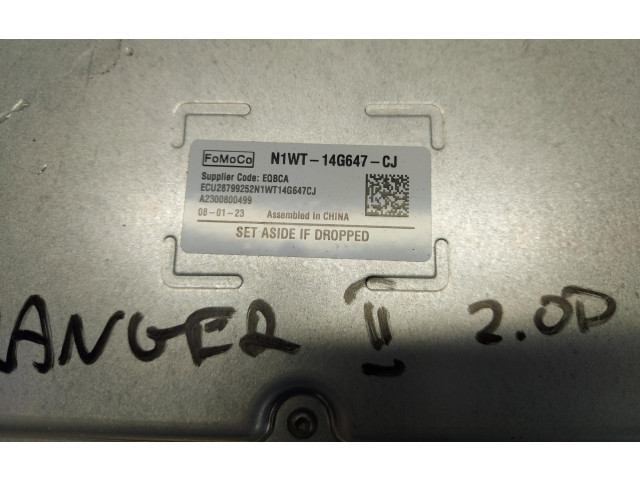 FoMoCo N1WT-14G647-CJ
Supplier Code: EQBCA
ECU28799252N1WT14G647CJ
A2300800499
08-01-23 Assembled in CHINA
SET ASIDE IF DROPPED
ANGER II 2.0D